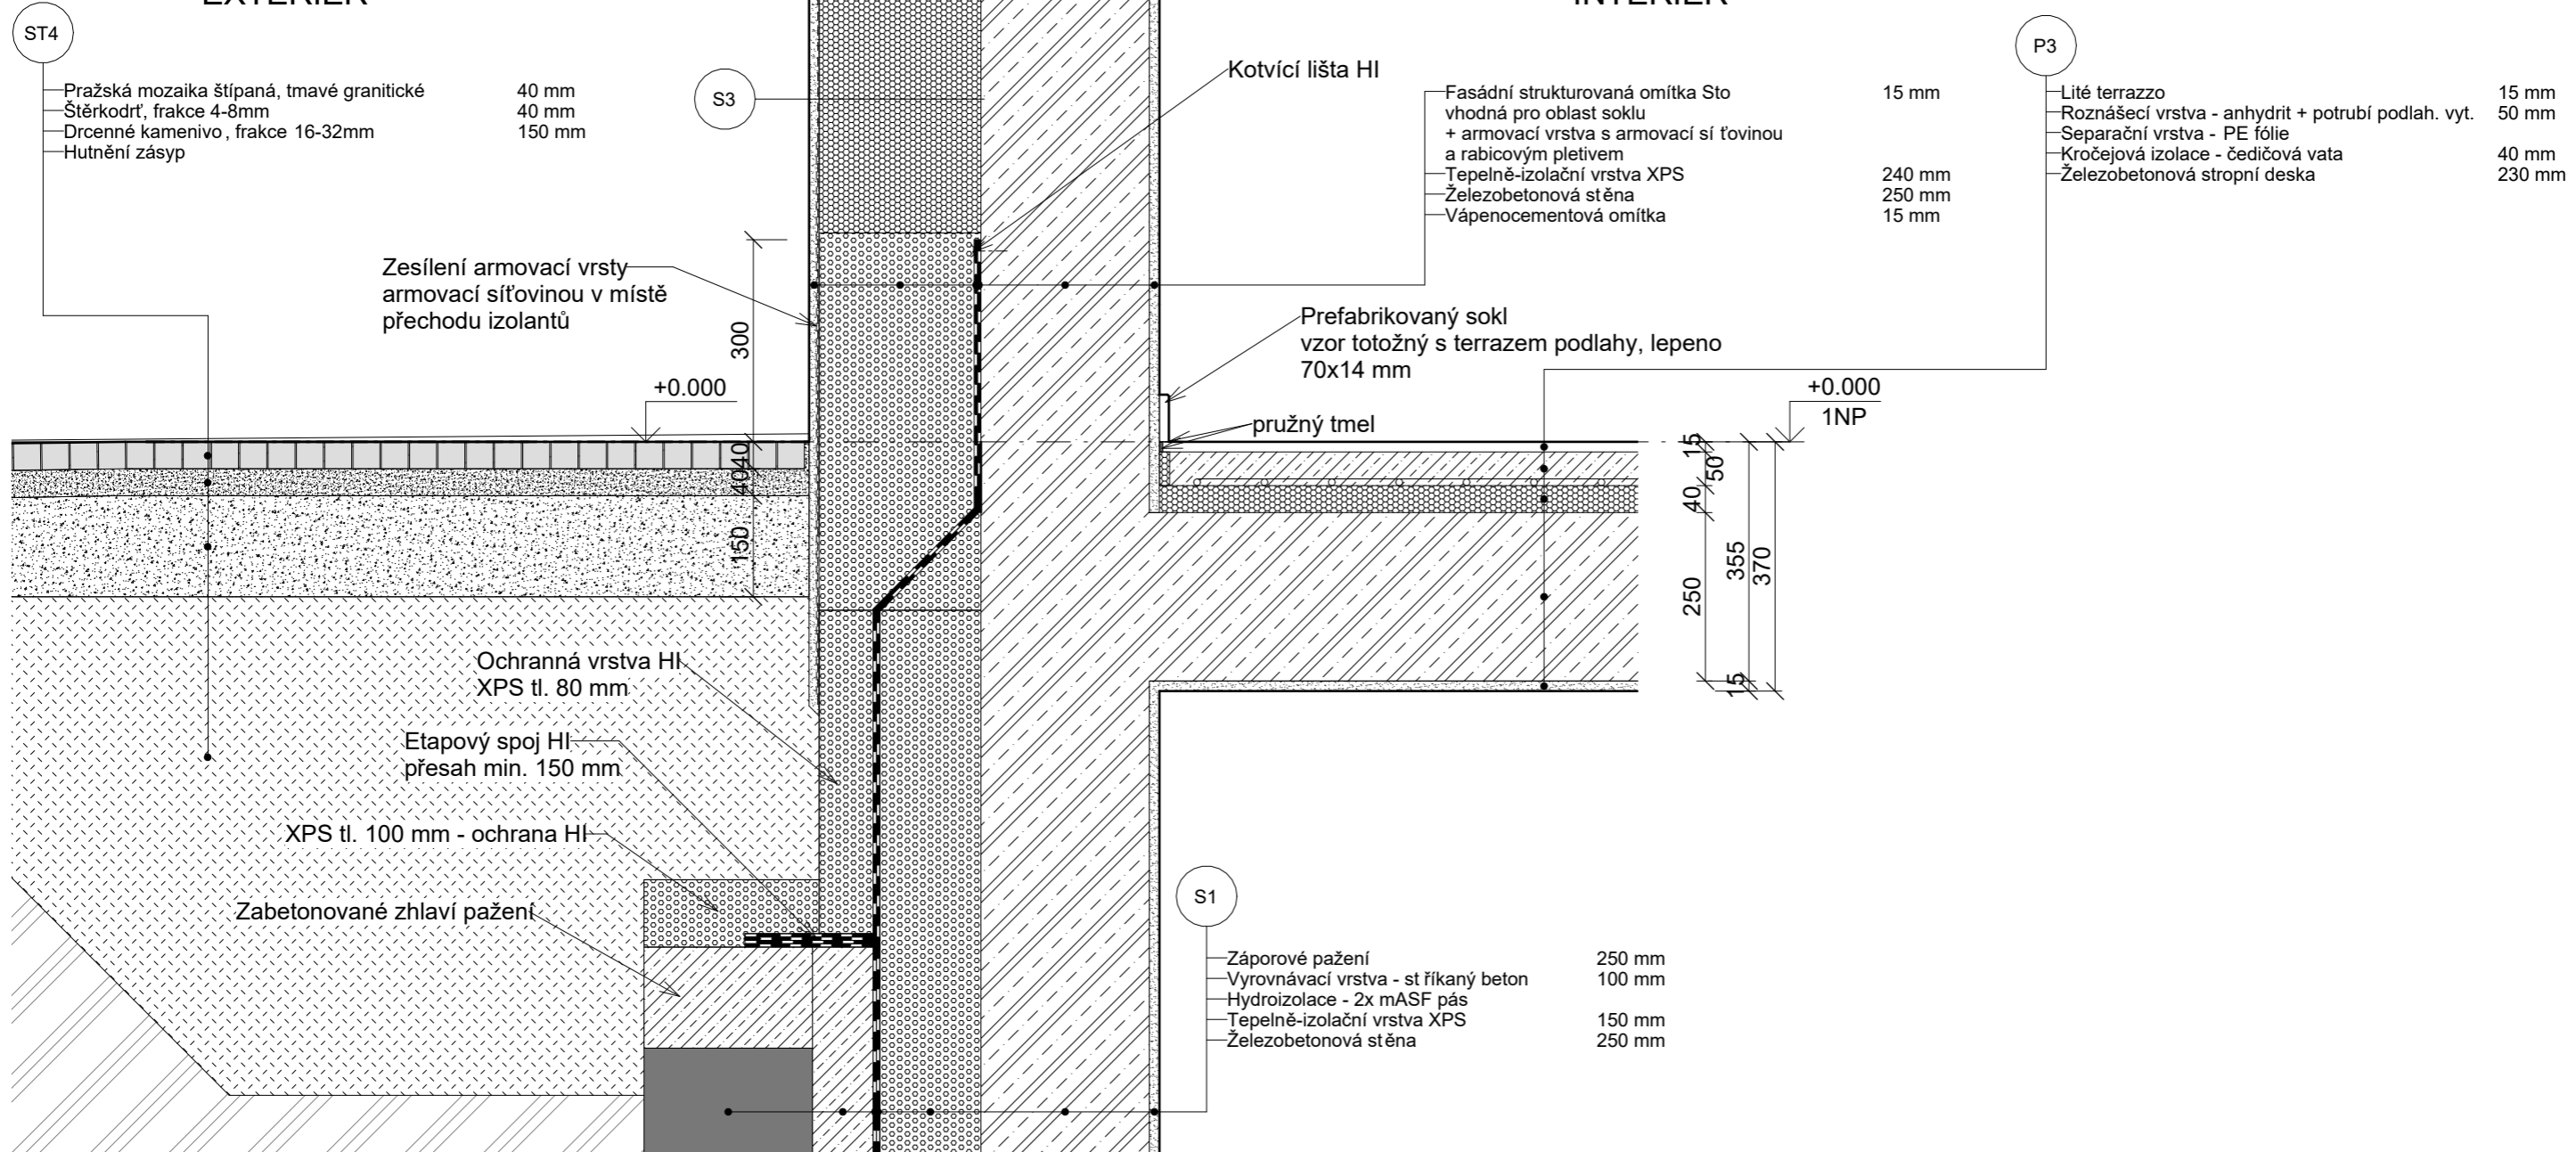 EXTERIÉR
INTERIÉR
ST4
Pražská mozaika štípaná, tmavé granitické 40 mm
Štěrkodrť, frakce 4-8mm 40 mm
Drcenné kamenivo, frakce 16-32mm 150 mm
Hutnění zásyp
S3
Kotvící lišta HI
Fasádní strukturovaná omítka Sto 15 mm
vhodná pro oblast soklu
+ armovací vrstva s armovací síťovinou
a rabicovým pletivem
Tepelně-izolační vrstva XPS 240 mm
Železobetonová stěna 250 mm
Vápenocementová omítka 15 mm
P3
Lité terrazzo 15 mm
Roznášecí vrstva - anhydrit + potrubí podlah. vyt. 50 mm
Separační vrstva - PE fólie
Kročejová izolace - čedičová vata 40 mm
Železobetonová stropní deska 230 mm
Zesílení armovací vrsty
armovací síťovinou v místě
přechodu izolantů
300
+0.000
40
40
150
Prefabrikovaný sokl
vzor totožný s terrazem podlahy, lepeno
70x14 mm
pružný tmel
+0.000
1NP
15
50
40
250
15
355
370
Ochranná vrstva HI
XPS tl. 80 mm
Etapový spoj HI
přesah min. 150 mm
XPS tl. 100 mm - ochrana HI
Zabetonované zhlaví pažení
S1
Záporové pažení 250 mm
Vyrovnávací vrstva - stříkaný beton 100 mm
Hydroizolace - 2x mASF pás
Tepelně-izolační vrstva XPS 150 mm
Železobetonová stěna 250 mm